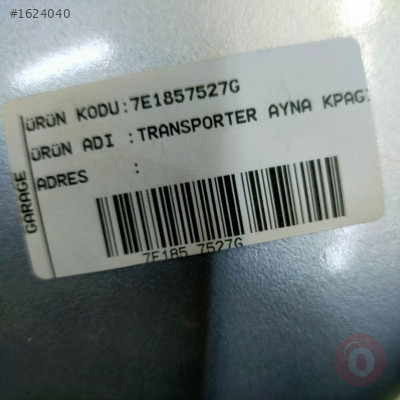 #1624040
ÜRÜN KODU:7E1857527G
ÜRÜN ADI :TRANSPORTER AYNA KPAGI
ADRES :
GARAGE
7E185 7527G